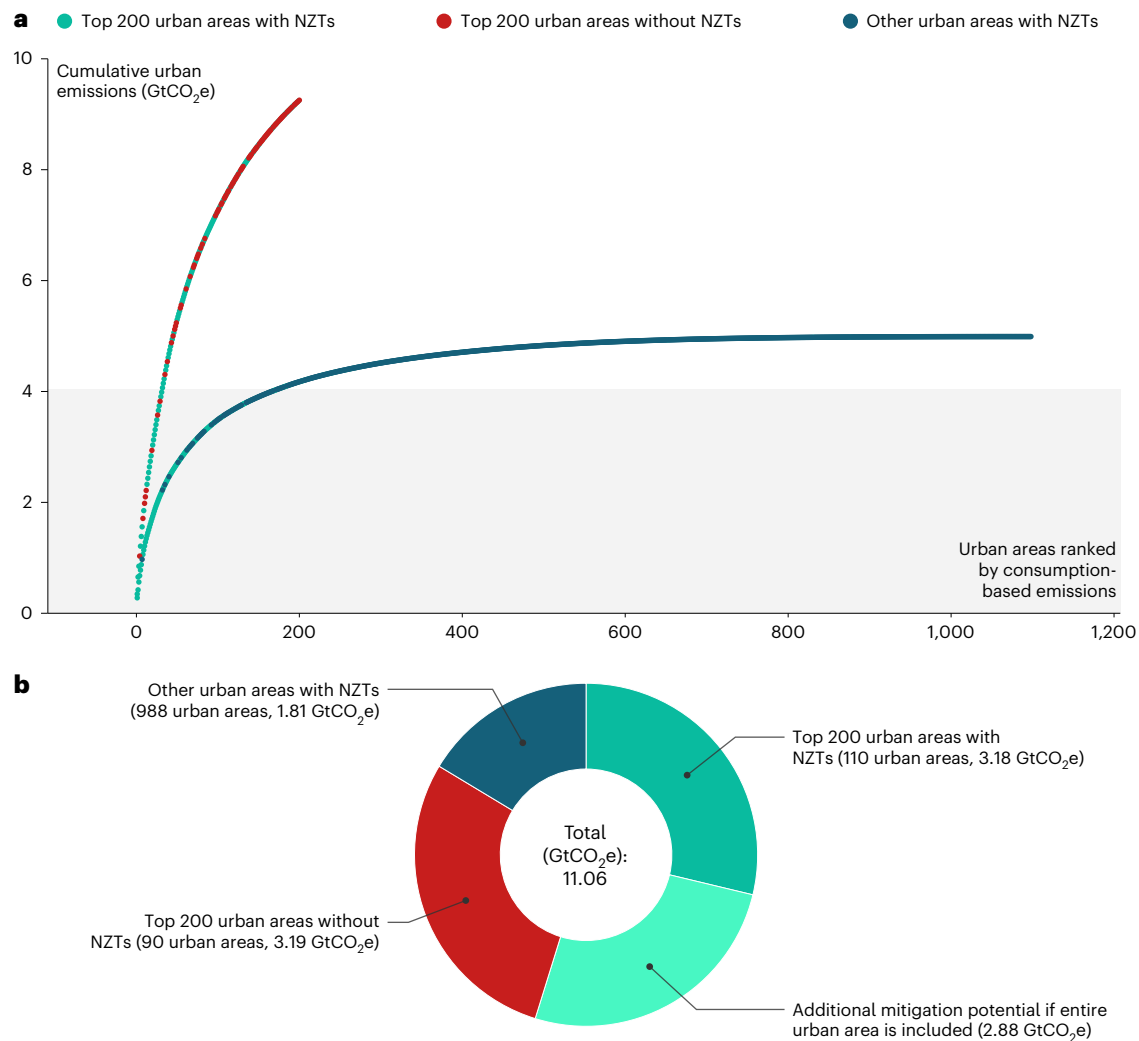 a
Top 200 urban areas with NZTs
Top 200 urban areas without NZTs
Other urban areas with NZTs
10
Cumulative urban
emissions (GtCO₂e)
8
6
4
2
Urban areas ranked
by consumption-
based emissions
0
0 200 400 600 800 1,000 1,200
b
Other urban areas with NZTs
(988 urban areas, 1.81 GtCO₂e)
Top 200 urban areas with
NZTs (110 urban areas, 3.18 GtCO₂e)
Total
(GtCO₂e):
11.06
Top 200 urban areas without
NZTs (90 urban areas, 3.19 GtCO₂e)
Additional mitigation potential if entire
urban area is included (2.88 GtCO₂e)